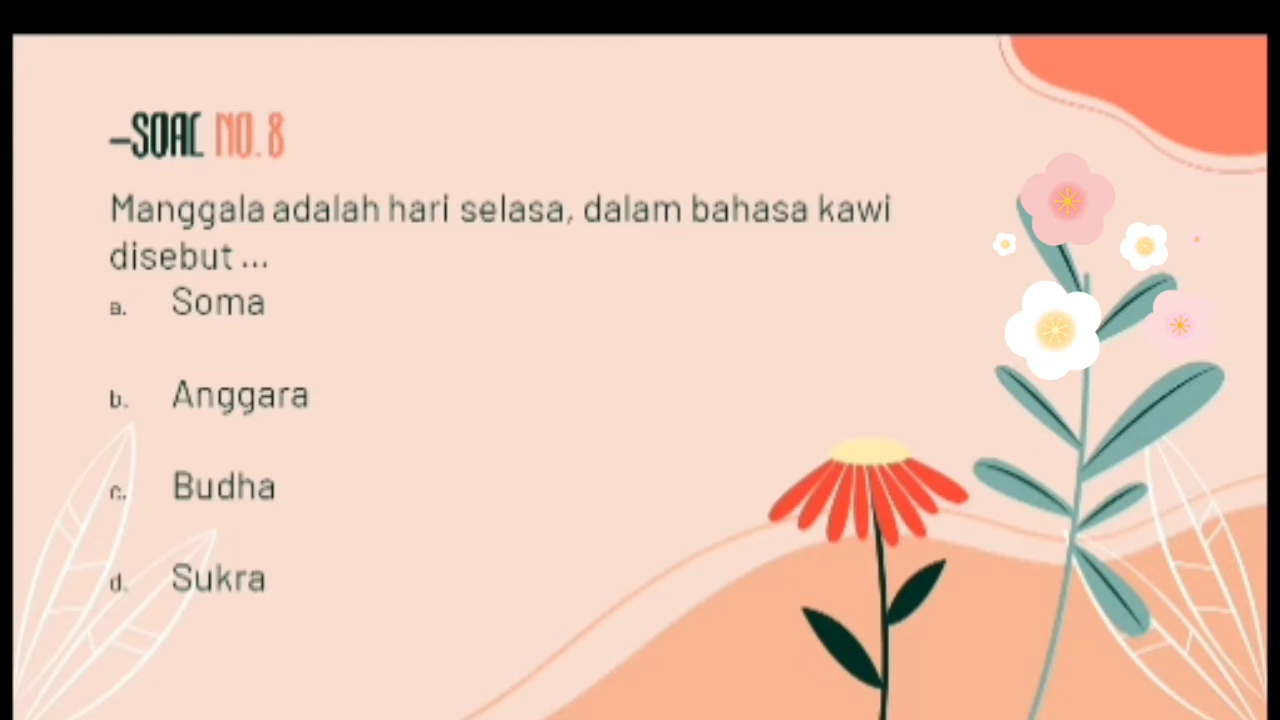 -SOAL NO. 8
Manggala adalah hari selasa, dalam bahasa kawi
disebut ...
a. Soma
b. Anggara
c. Budha
d. Sukra